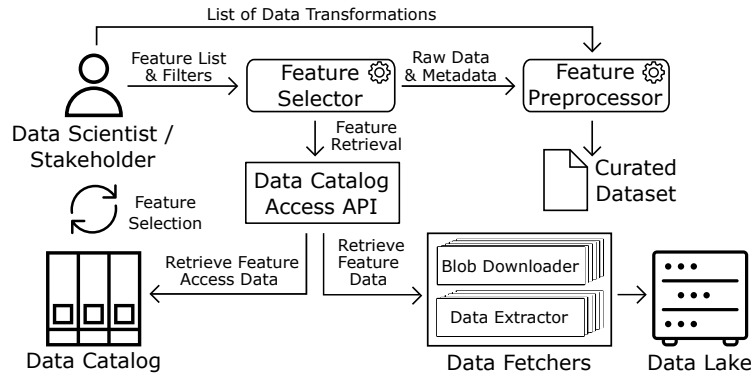 List of Data Transformations
Feature List
& Filters
Feature
Selector
Raw Data
& Metadata
Feature
Preprocessor
Data Scientist /
Stakeholder
Feature
Retrieval
Data Catalog
Access API
Curated
Dataset
Feature
Selection
Retrieve Feature
Access Data
Retrieve
Feature
Data
Blob Downloader
Data Extractor
Data Catalog
Data Fetchers
Data Lake